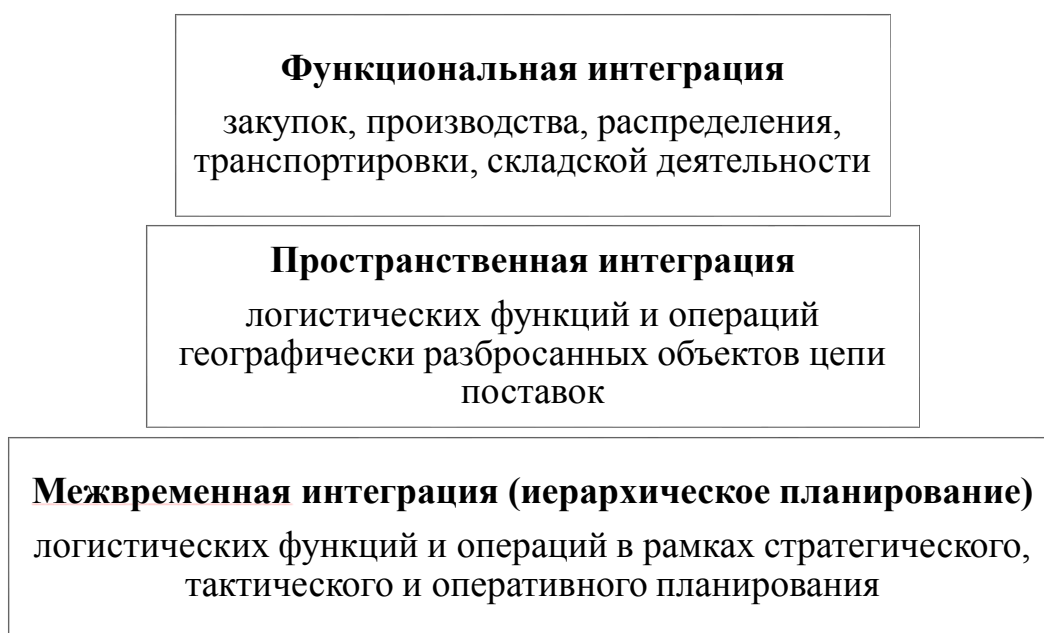 Функциональная интеграция
закупок, производства, распределения,
транспортировки, складской деятельности
Пространственная интеграция
логистических функций и операций
географически разбросанных объектов цепи
поставок
Межвременная интеграция (иерархическое планирование)
логистических функций и операций в рамках стратегического,
тактического и оперативного планирования